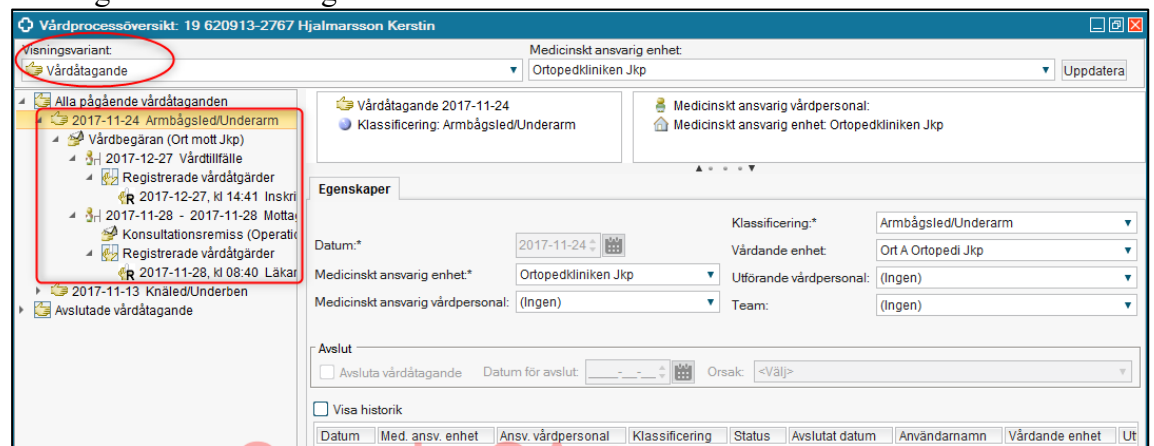 Vårdprocessöversikt: 19 620913-2767 Hjalmarsson Kerstin
Visningsvariant: Medicinskt ansvarig enhet:
Vårdåtagande Ortopedkliniken Jkp Uppdatera
Alla pågående vårdåtaganden
2017-11-24 Armbågsled/Underarm
Vårdbegäran (Ort mott Jkp)
2017-12-27 Vårdtillfälle
Registrerade vårdåtgärder
2017-12-27, kl 14:41 Inskri
2017-11-28 - 2017-11-28 Mottag
Konsultationsremiss (Operatio
Registrerade vårdåtgärder
2017-11-28, kl 08:40 Läkar
2017-11-13 Knäled/Underben
Avslutade vårdåtagande
Vårdåtagande 2017-11-24
Klassificering: Armbågsled/Underarm
Medicinskt ansvarig vårdpersonal:
Medicinskt ansvarig enhet: Ortopedkliniken Jkp
Egenskaper
Klassificering:* Armbågsled/Underarm
Datum:* 2017-11-24 Vårdande enhet: Ort A Ortopedi Jkp
Medicinskt ansvarig enhet:* Ortopedkliniken Jkp Utförande vårdpersonal: (Ingen)
Medicinskt ansvarig vårdpersonal: (Ingen) Team: (Ingen)
Avslut
Avsluta vårdåtagande Datum för avslut: ____-__-__ Orsak: <Välj>
Visa historik
Datum Med. ansv. enhet Ansv. vårdpersonal Klassificering Status Avslutat datum Användarnamn Vårdande enhet Ut